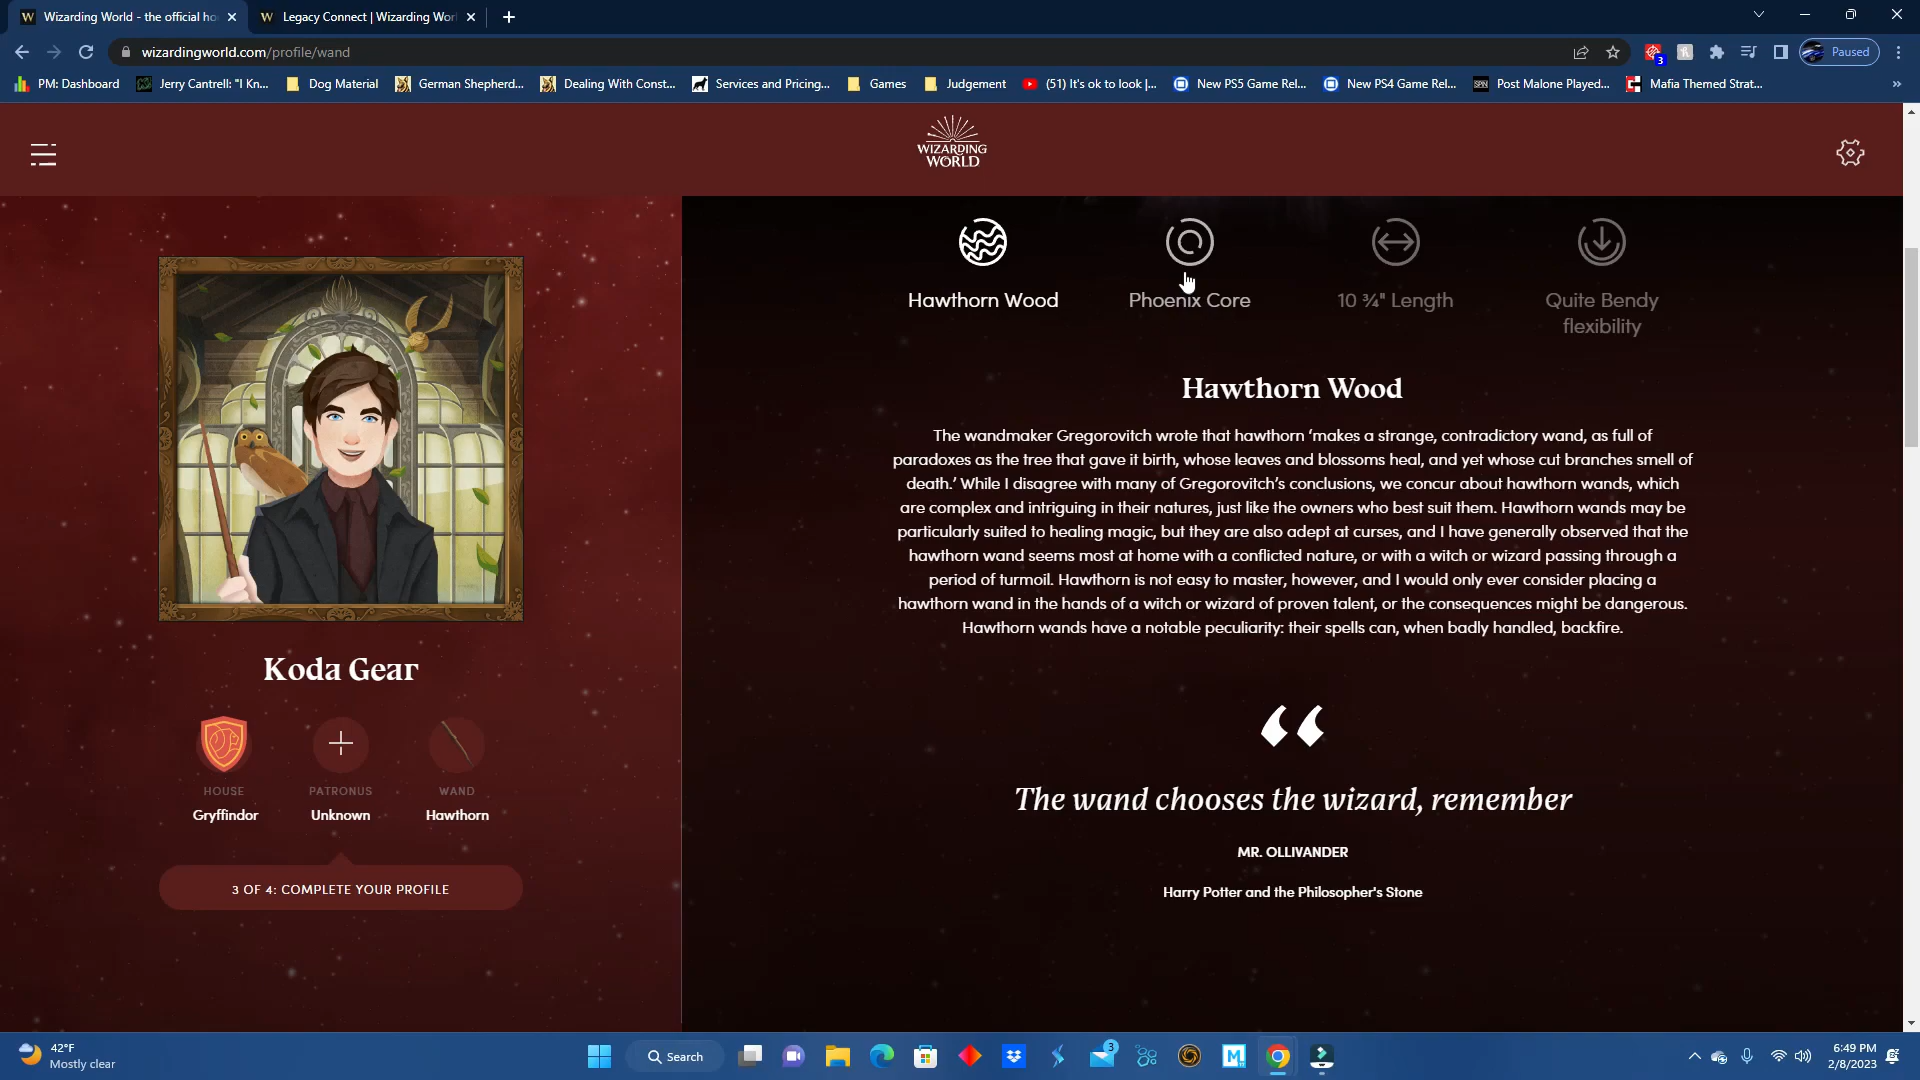 Wizarding World - the official ho
Legacy Connect | Wizarding Worl
wizardingworld.com/profile/wand
3
Paused
PM: Dashboard
Jerry Cantrell: "I Kn...
Dog Material
German Shepherd...
Dealing With Const...
Services and Pricing...
Games
Judgement
(51) It's ok to look |...
New PS5 Game Rel...
New PS4 Game Rel...
SPIN
Post Malone Played...
Mafia Themed Strat...
WIZARDING
WORLD
Hawthorn Wood
Phoenix Core
10 ¾" Length
Quite Bendy
flexibility
Hawthorn Wood
The wandmaker Gregorovitch wrote that hawthorn ‘makes a strange, contradictory wand, as full of
paradoxes as the tree that gave it birth, whose leaves and blossoms heal, and yet whose cut branches smell of
death.’ While I disagree with many of Gregorovitch’s conclusions, we concur about hawthorn wands, which
are complex and intriguing in their natures, just like the owners who best suit them. Hawthorn wands may be
particularly suited to healing magic, but they are also adept at curses, and I have generally observed that the
hawthorn wand seems most at home with a conflicted nature, or with a witch or wizard passing through a
period of turmoil. Hawthorn is not easy to master, however, and I would only ever consider placing a
hawthorn wand in the hands of a witch or wizard of proven talent, or the consequences might be dangerous.
Hawthorn wands have a notable peculiarity: their spells can, when badly handled, backfire.
“
The wand chooses the wizard, remember
MR. OLLIVANDER
Harry Potter and the Philosopher's Stone
Koda Gear
HOUSE
Gryffindor
PATRONUS
Unknown
WAND
Hawthorn
3 OF 4: COMPLETE YOUR PROFILE
42°F
Mostly clear
Search
3
6:49 PM
2/8/2023